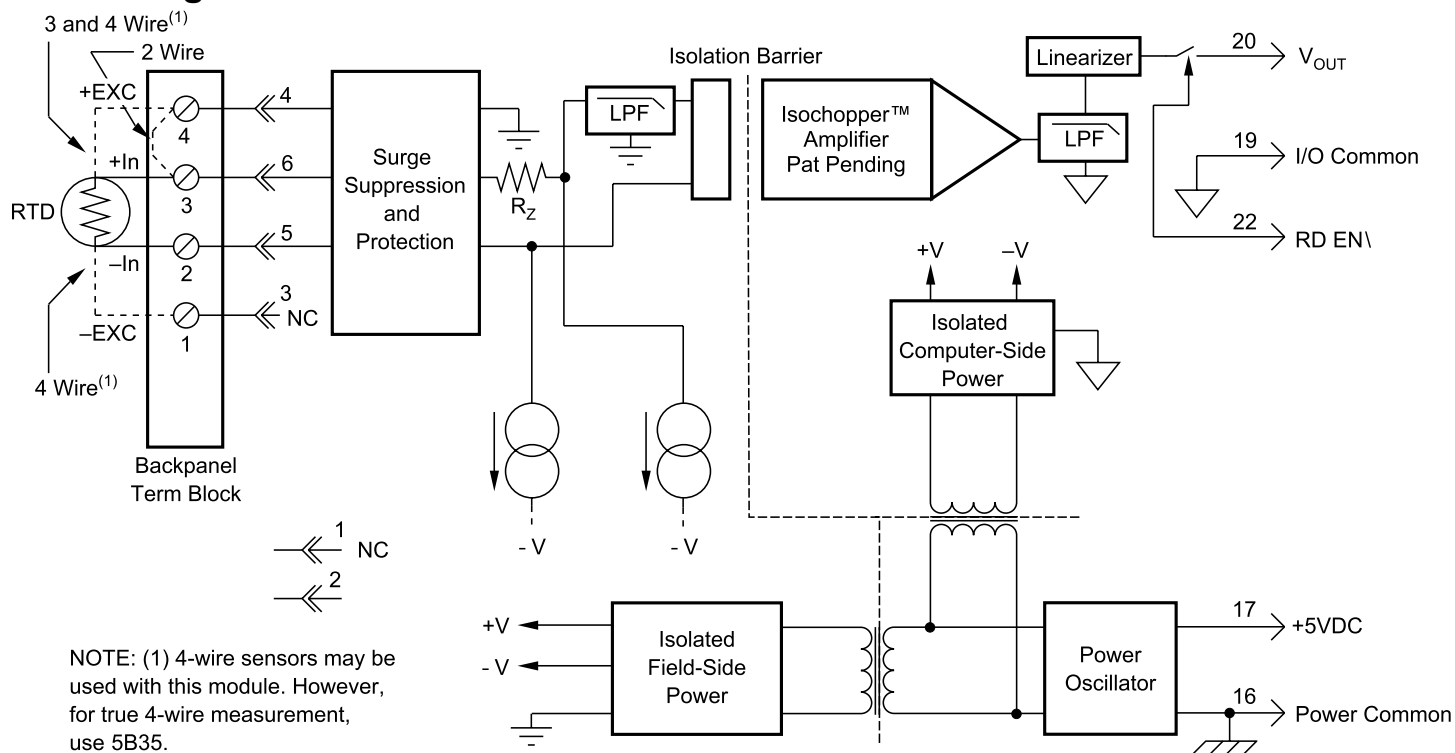 3 and 4 Wire(1)
2 Wire
+EXC
4
4
+In
3
6
RTD
2
5
–In
3
NC
–EXC
1
4 Wire(1)
Backpanel
Term Block
Surge
Suppression
and
Protection
RZ
LPF
Isolation Barrier
Isochopper™
Amplifier
Pat Pending
Linearizer
LPF
20
VOUT
19
I/O Common
22
RD EN\
+V
–V
Isolated
Computer-Side
Power
- V
- V
1
NC
2
+V
- V
Isolated
Field-Side
Power
Power
Oscillator
17
+5VDC
16
Power Common
NOTE: (1) 4-wire sensors may be
used with this module. However,
for true 4-wire measurement,
use 5B35.